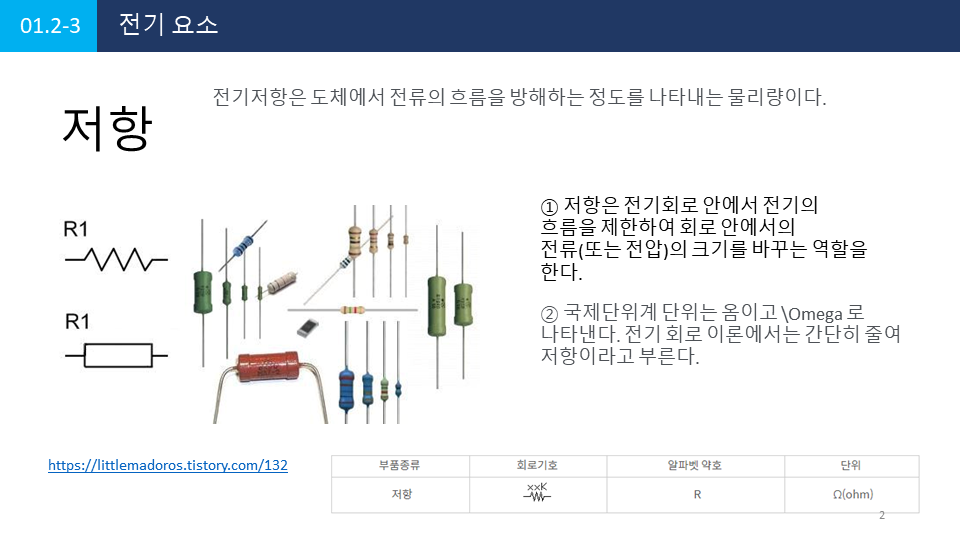 01.2-3 전기 요소
전기저항은 도체에서 전류의 흐름을 방해하는 정도를 나타내는 물리량이다.
저항
R1
R1
① 저항은 전기회로 안에서 전기의
흐름을 제한하여 회로 안에서의
전류(또는 전압)의 크기를 바꾸는 역할을
한다.
② 국제단위계 단위는 옴이고 \Omega 로
나타낸다. 전기 회로 이론에서는 간단히 줄여
저항이라고 부른다.
https://littlemadoros.tistory.com/132
부품종류 회로기호 알파벳 약호 단위
저항 xxK R Ω(ohm)
2